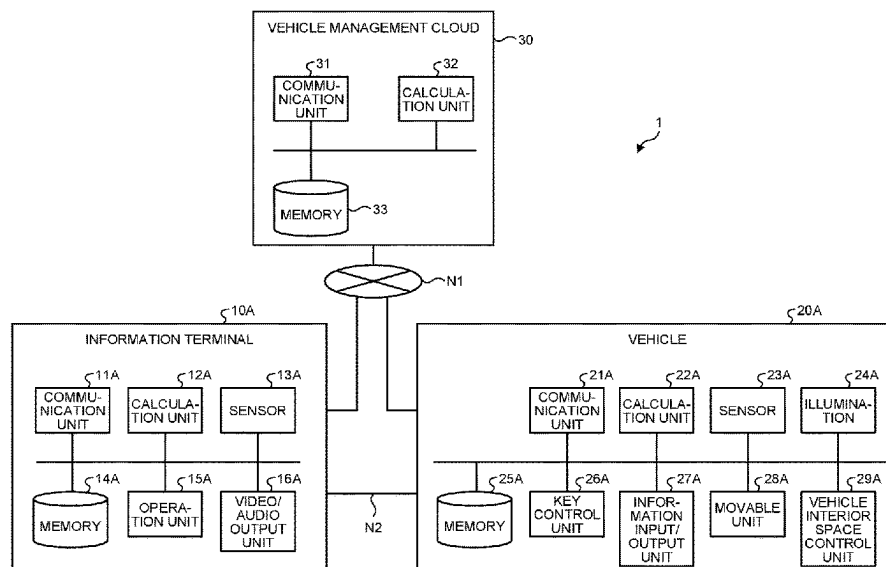 VEHICLE MANAGEMENT CLOUD
30
31
32
COMMU-
NICATION
UNIT
CALCULA-
TION UNIT
1
MEMORY
33
N1
10A
INFORMATION TERMINAL
11A
12A
13A
COMMU-
NICATION
UNIT
CALCULA-
TION UNIT
SENSOR
14A
15A
16A
MEMORY
OPERA-
TION UNIT
VIDEO/
AUDIO OUTPUT
UNIT
N2
20A
VEHICLE
21A
22A
23A
24A
COMMU-
NICATION
UNIT
CALCULA-
TION UNIT
SENSOR
ILLUMINA-
TION
25A
26A
27A
28A
29A
MEMORY
KEY
CONTROL
UNIT
INFOR-
MATION
INPUT/
OUTPUT UNIT
MOVABLE
UNIT
VEHICLE
INTERIOR
SPACE CON-
TROL UNIT